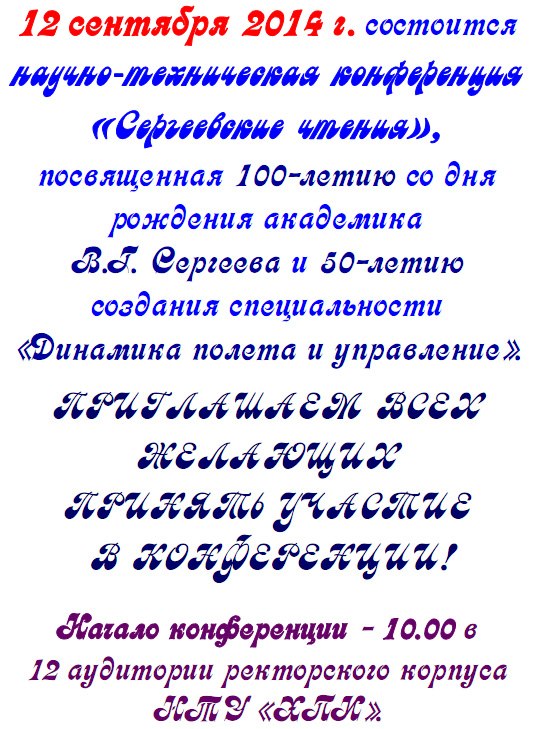 12 сентября 2014 г. состоится
научно-техническая конференция
«Сергеевские чтения»,
посвященная 100-летию со дня
рождения академика
В.Г. Сергеева и 50-летию
создания специальности
«Динамика полета и управление».
ПРИГЛАШАЕМ ВСЕХ
ЖЕЛАЮЩИХ
ПРИНЯТЬ УЧАСТИЕ
В КОНФЕРЕНЦИИ!
Начало конференции - 10.00 в
12 аудитории ректорского корпуса
НТУ «ХПИ».